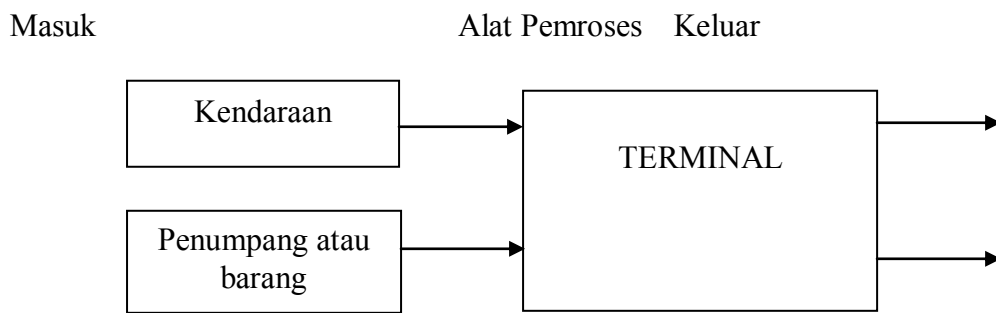 Masuk Alat Pemroses Keluar
Kendaraan
TERMINAL
Penumpang atau
barang